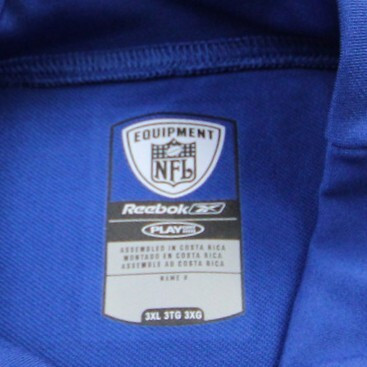 EQUIPMENT
NFL
Reebok
PLAY
ASSEMBLED IN COSTA RICA
MONTADO EN COSTA RICA
ASSEMBLE AU COSTA RICA
3XL 3TG 3XG